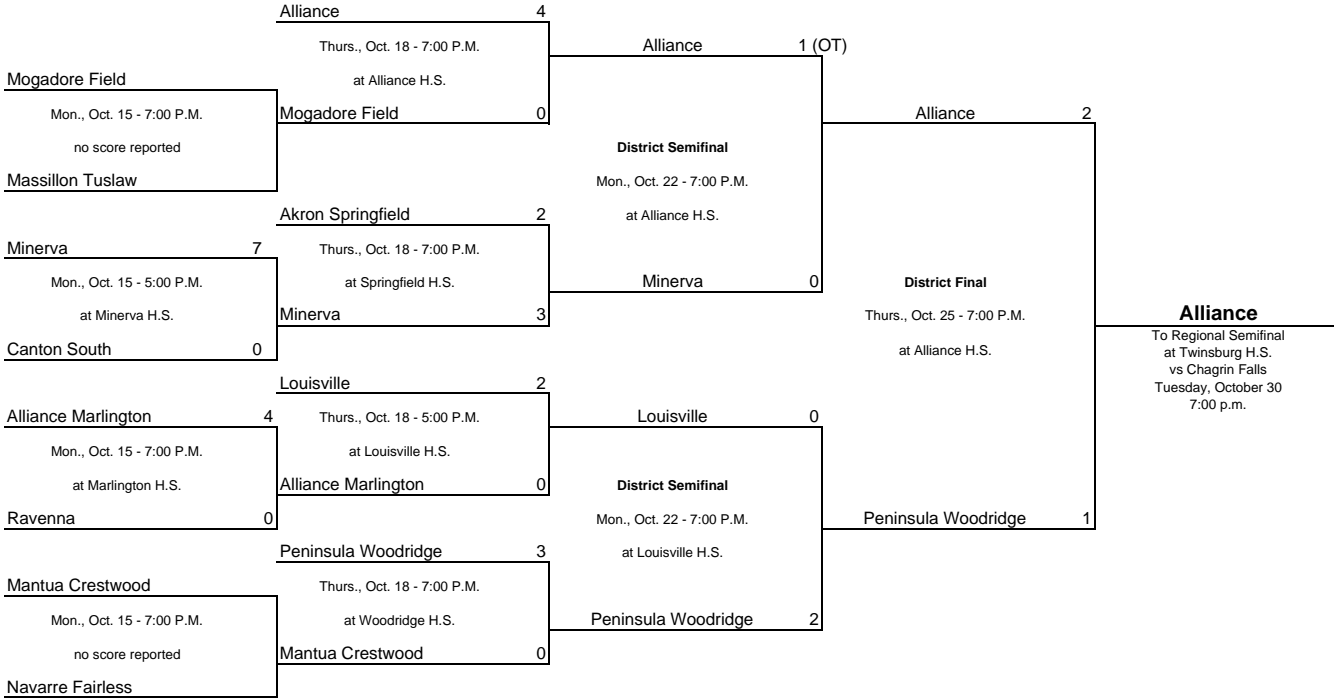 Alliance 4
Thurs., Oct. 18 - 7:00 P.M.
at Alliance H.S.
Mogadore Field 0
Mogadore Field
Mon., Oct. 15 - 7:00 P.M.
no score reported
Massillon Tuslaw
Akron Springfield 2
Thurs., Oct. 18 - 7:00 P.M.
at Springfield H.S.
Minerva 3
Minerva 7
Mon., Oct. 15 - 5:00 P.M.
at Minerva H.S.
Canton South 0
Louisville 2
Thurs., Oct. 18 - 5:00 P.M.
at Louisville H.S.
Alliance Marlington 0
Alliance Marlington 4
Mon., Oct. 15 - 7:00 P.M.
at Marlington H.S.
Ravenna 0
Peninsula Woodridge 3
Thurs., Oct. 18 - 7:00 P.M.
at Woodridge H.S.
Mantua Crestwood 0
Mantua Crestwood
Mon., Oct. 15 - 7:00 P.M.
no score reported
Navarre Fairless
Alliance 1 (OT)
District Semifinal
Mon., Oct. 22 - 7:00 P.M.
at Alliance H.S.
Minerva 0
Louisville 0
District Semifinal
Mon., Oct. 22 - 7:00 P.M.
at Louisville H.S.
Peninsula Woodridge 2
Alliance 2
District Final
Thurs., Oct. 25 - 7:00 P.M.
at Alliance H.S.
Peninsula Woodridge 1
Alliance
To Regional Semifinal
at Twinsburg H.S.
vs Chagrin Falls
Tuesday, October 30
7:00 p.m.